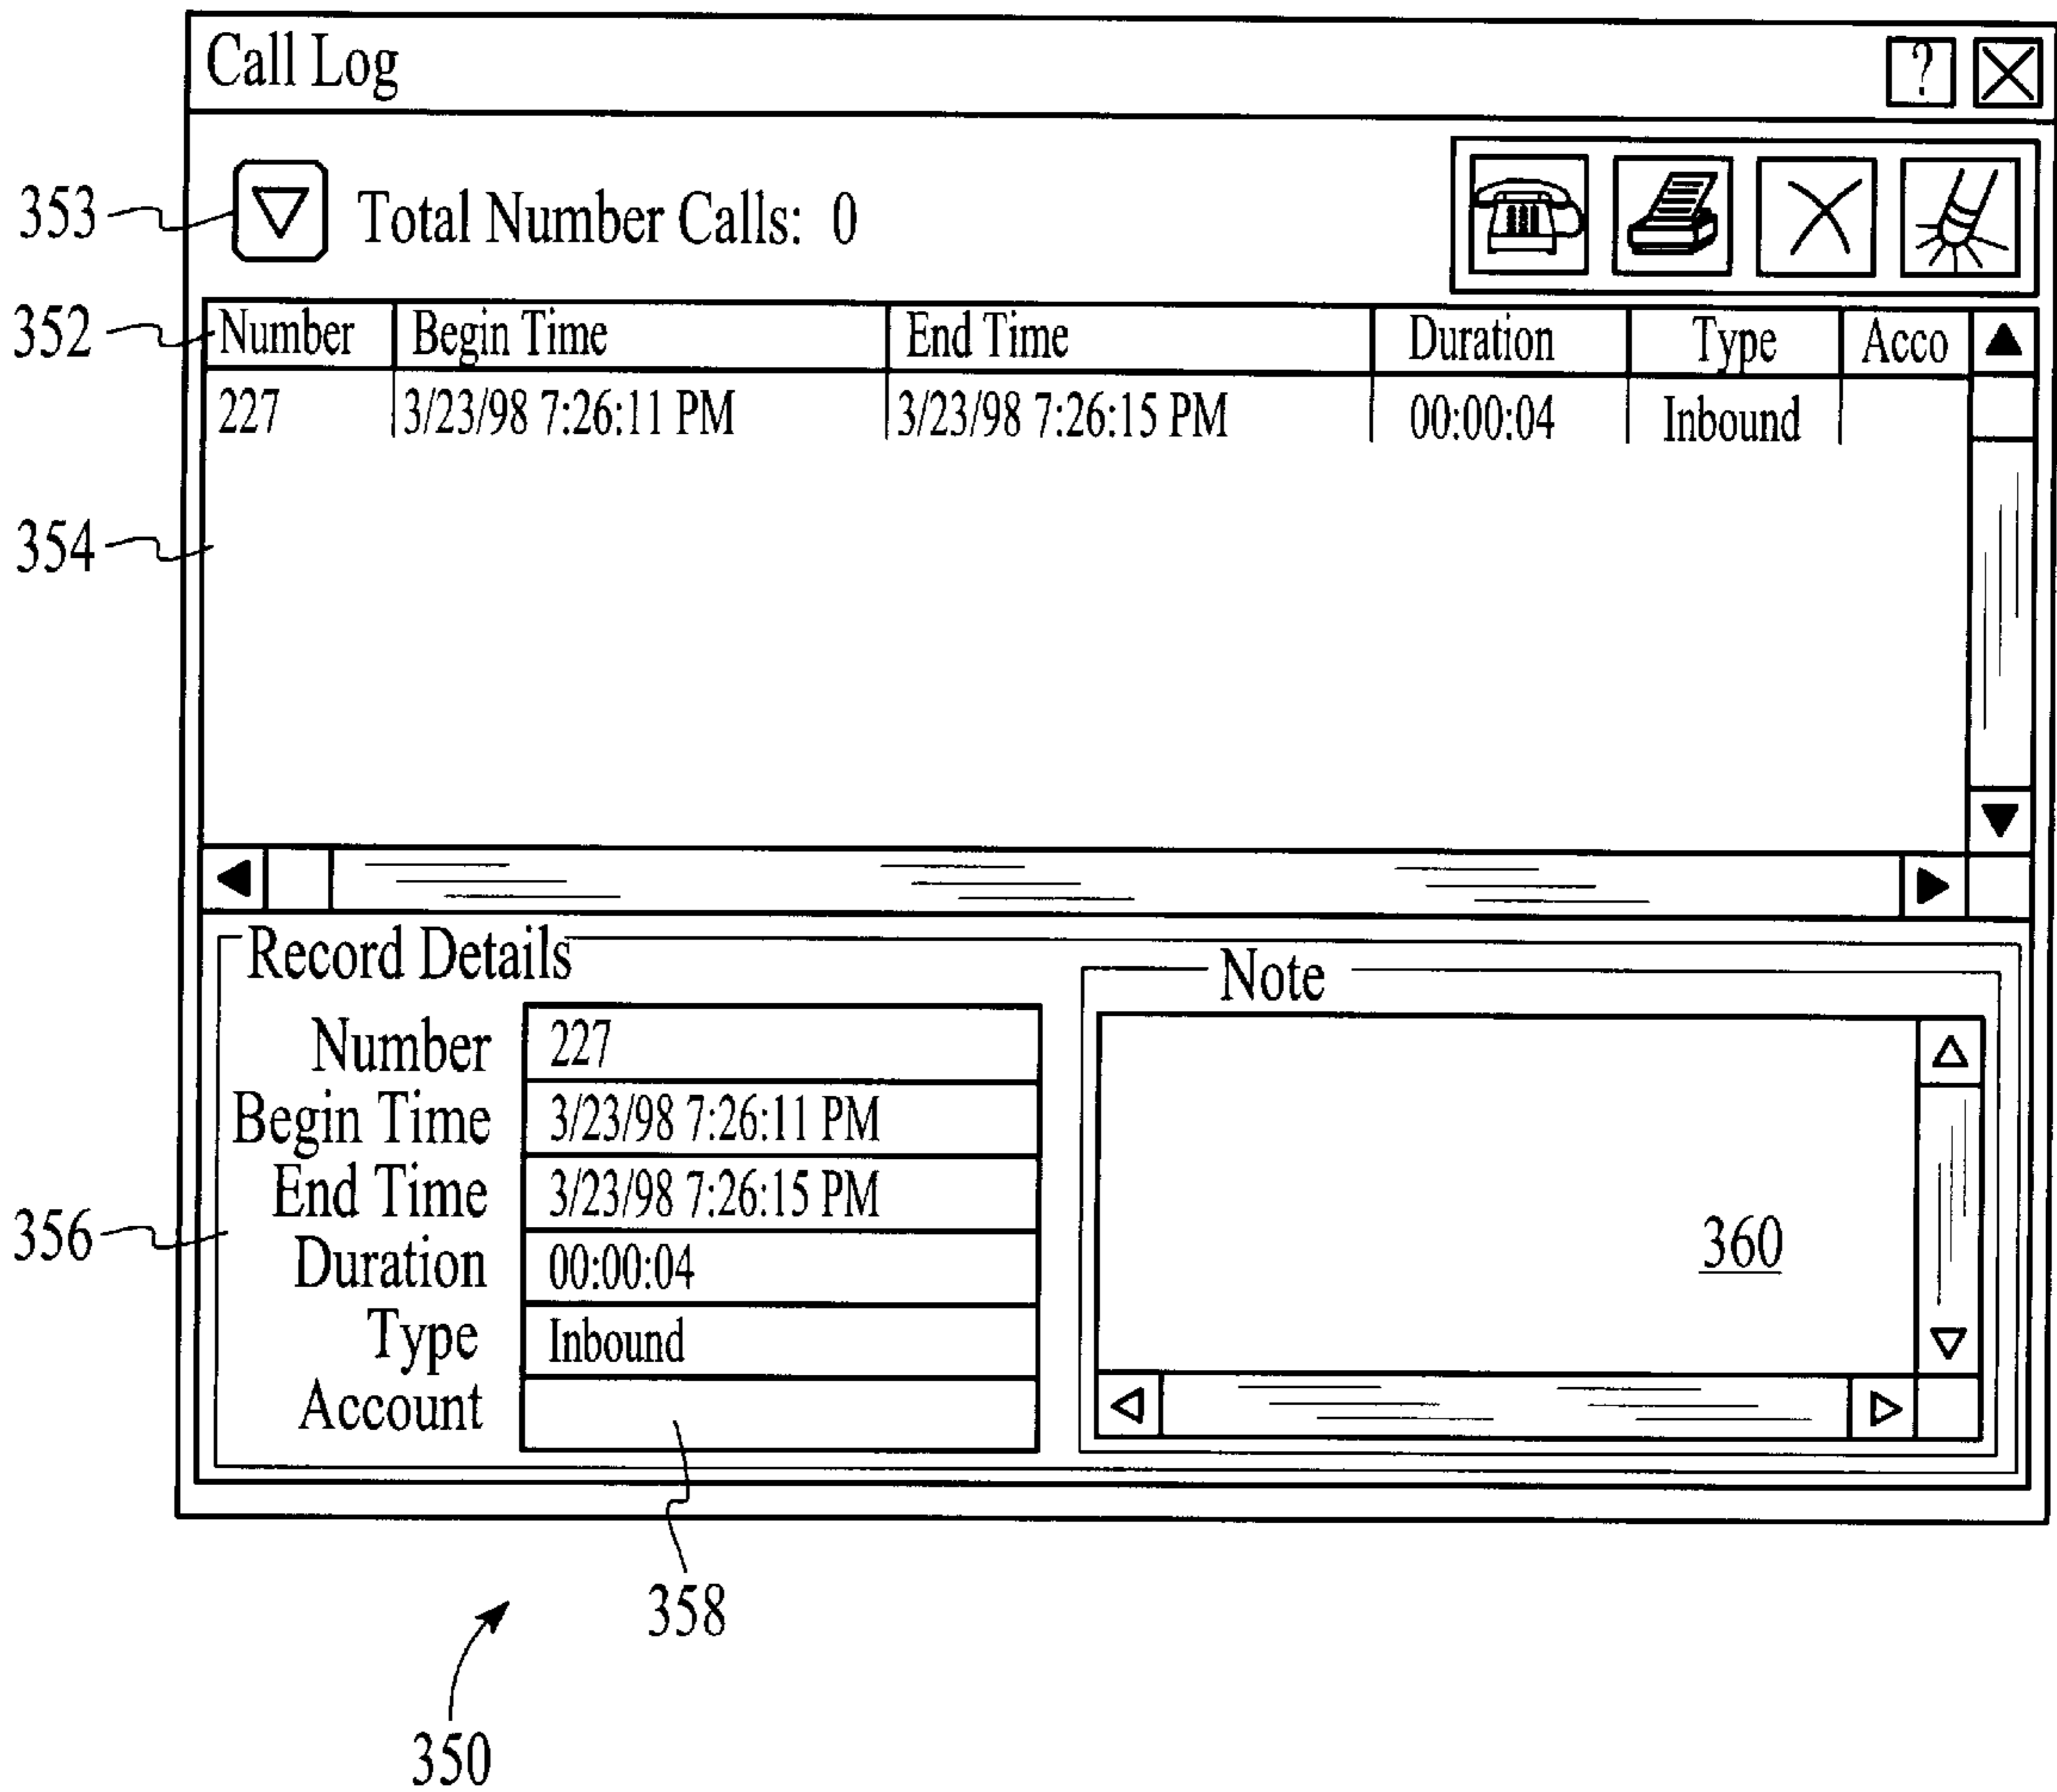 Call Log ?
353 Total Number Calls: 0
352 Number Begin Time End Time Duration Type Acco
227 3/23/98 7:26:11 PM 3/23/98 7:26:15 PM 00:00:04 Inbound
354
Record Details
Number 227
Begin Time 3/23/98 7:26:11 PM
End Time 3/23/98 7:26:15 PM
356
Duration 00:00:04
Type Inbound
Account
Note
360
358
350